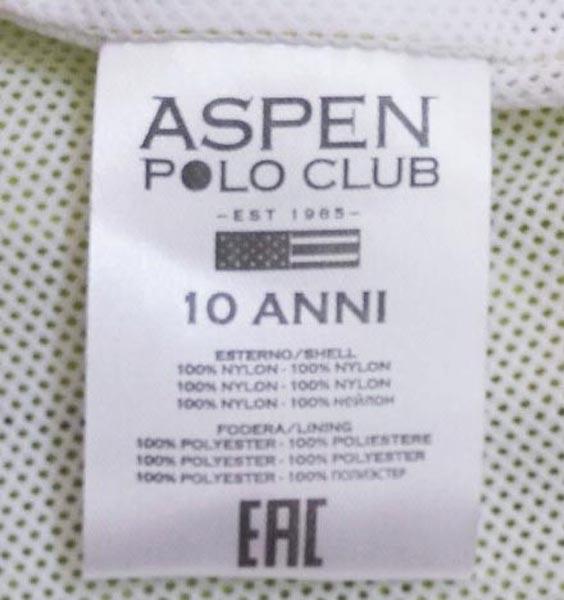 ASPEN
POLO CLUB
- EST 1985 -
10 ANNI
ESTERNO/SHELL
100% NYLON - 100% NYLON
100% NYLON - 100% NYLON
100% NYLON - 100% НЕЙЛОН
FODERA/LINING
100% POLYESTER - 100% POLIESTERE
100% POLYESTER - 100% POLYESTER
100% POLYESTER - 100% ПОЛИЭСТЕР
EAC